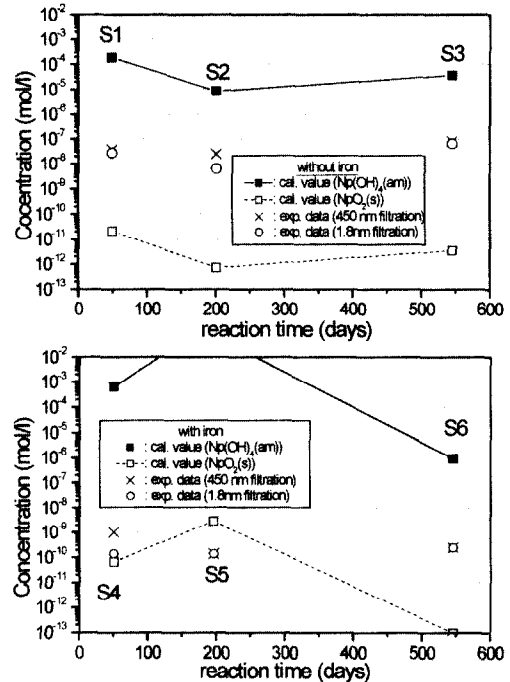 Cocentration (mol/l)
10-2
10-3
10-4
10-5
10-6
10-7
10-8
10-9
10-10
10-11
10-12
10-13
S1
S2
S3
without iron
: cal. value (Np(OH)4(am))
: cal. value (NpO2(s)
: exp. data (450 nm filtration)
: exp. data (1.8nm filtration)
0 100 200 300 400 500 600
reaction time (days)
Concentration (mol/l)
10-2
10-3
10-4
10-5
10-6
10-7
10-8
10-9
10-10
10-11
10-12
10-13
with iron
: cal. value (Np(OH)4(am))
: cal. value (NpO2(s))
: exp. data (450 nm filtration)
: exp. data (1.8nm filtration)
S4
S5
S6
0 100 200 300 400 500 600
reaction time (days)